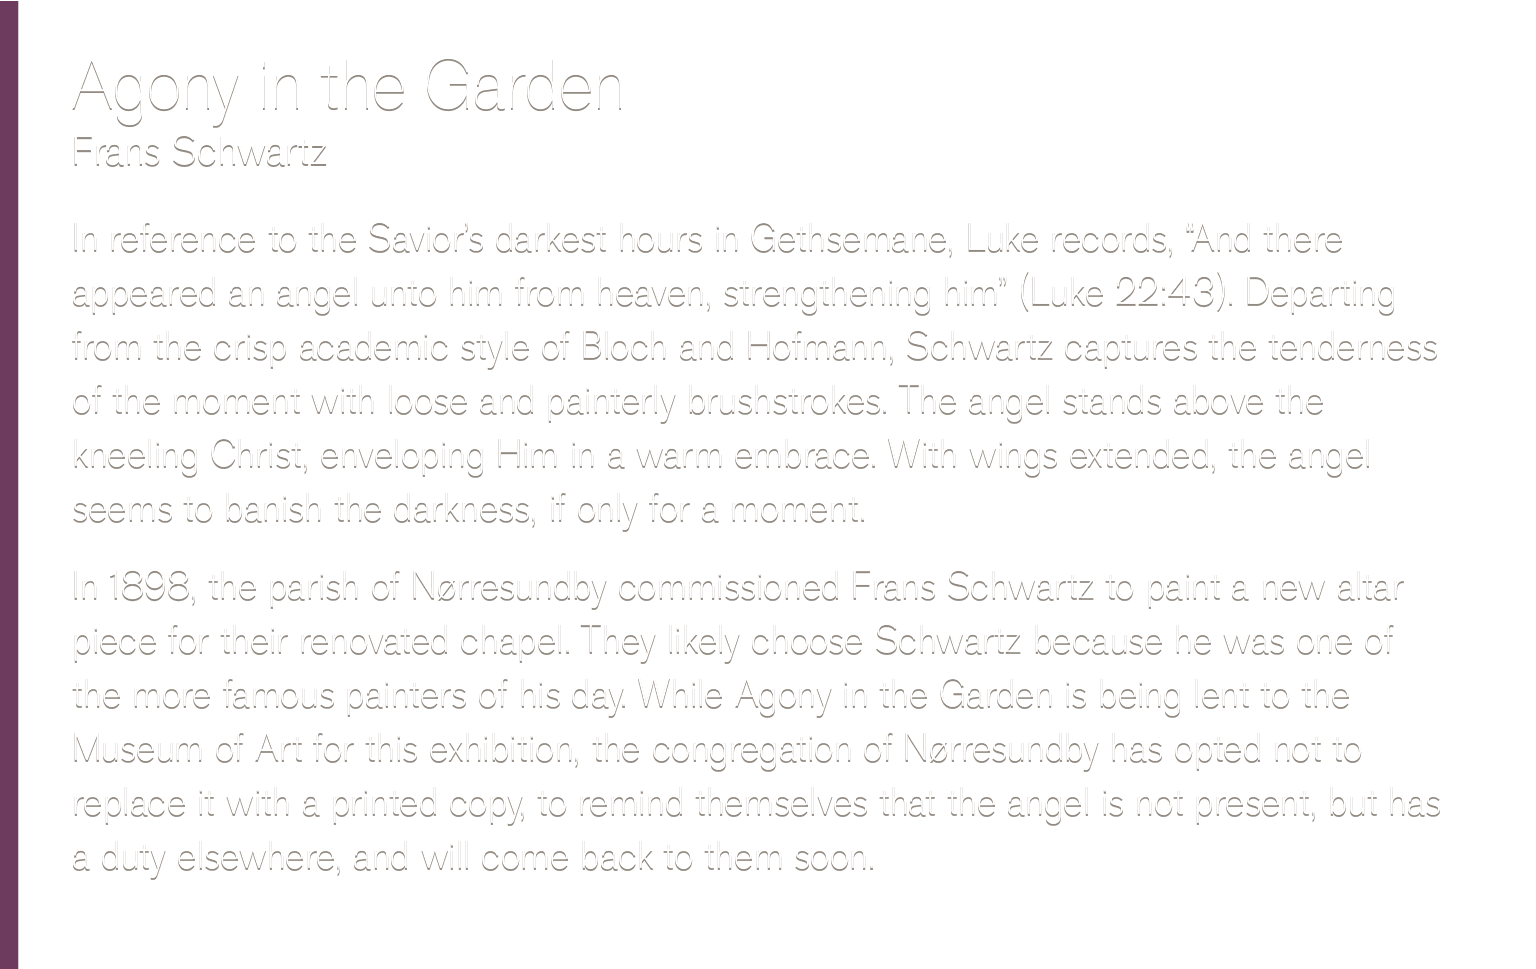 Agony in the Garden
Frans Schwartz
In reference to the Savior's darkest hours in Gethsemane, Luke records, “And there
appeared an angel unto him from heaven, strengthening him” (Luke 22:43). Departing
from the crisp academic style of Bloch and Hofmann, Schwartz captures the tenderness
of the moment with loose and painterly brushstrokes. The angel stands above the
kneeling Christ, enveloping Him in a warm embrace. With wings extended, the angel
seems to banish the darkness, if only for a moment.
In 1898, the parish of Nørresundby commissioned Frans Schwartz to paint a new altar
piece for their renovated chapel. They likely choose Schwartz because he was one of
the more famous painters of his day. While Agony in the Garden is being lent to the
Museum of Art for this exhibition, the congregation of Nørresundby has opted not to
replace it with a printed copy, to remind themselves that the angel is not present, but has
a duty elsewhere, and will come back to them soon.